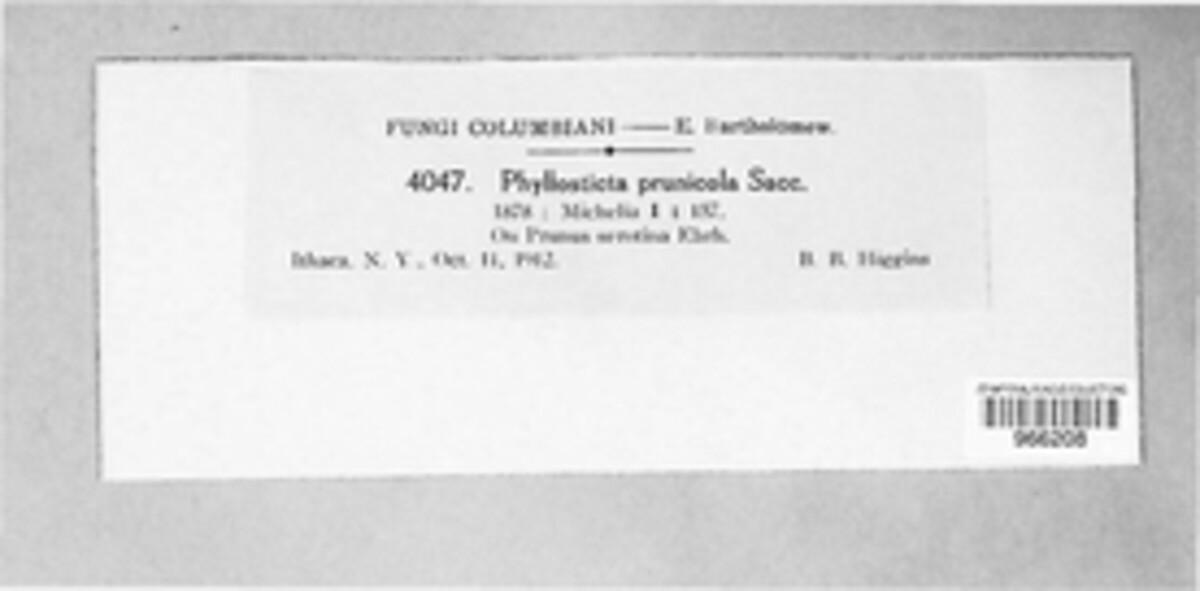 FUNGI COLUMBIANI — E. Bartholomew.
4047. Phyllosticta prunicola Sacc.
1878 : Michelia I : 157.
On Prunus serotina Ehrh.
Ithaca, N. Y., Oct. 11, 1912. B. B. Higgins
966208